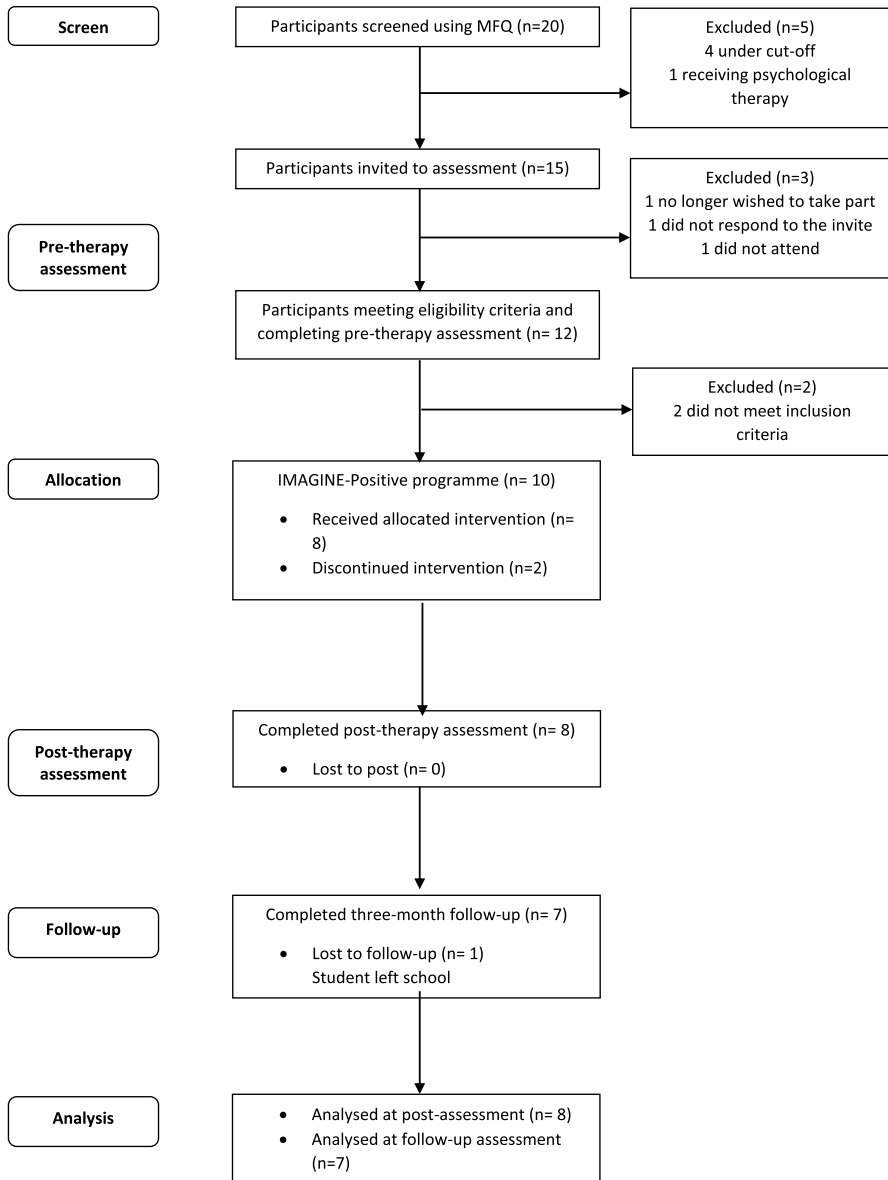 Screen
Participants screened using MFQ (n=20)
Excluded (n=5)
4 under cut-off
1 receiving psychological
therapy
Participants invited to assessment (n=15)
Excluded (n=3)
1 no longer wished to take part
1 did not respond to the invite
1 did not attend
Pre-therapy
assessment
Participants meeting eligibility criteria and
completing pre-therapy assessment (n= 12)
Excluded (n=2)
2 did not meet inclusion
criteria
Allocation
IMAGINE-Positive programme (n= 10)
• Received allocated intervention (n=
8)
• Discontinued intervention (n=2)
Post-therapy
assessment
Completed post-therapy assessment (n= 8)
• Lost to post (n= 0)
Follow-up
Completed three-month follow-up (n= 7)
• Lost to follow-up (n= 1)
Student left school
Analysis
• Analysed at post-assessment (n= 8)
• Analysed at follow-up assessment
(n=7)